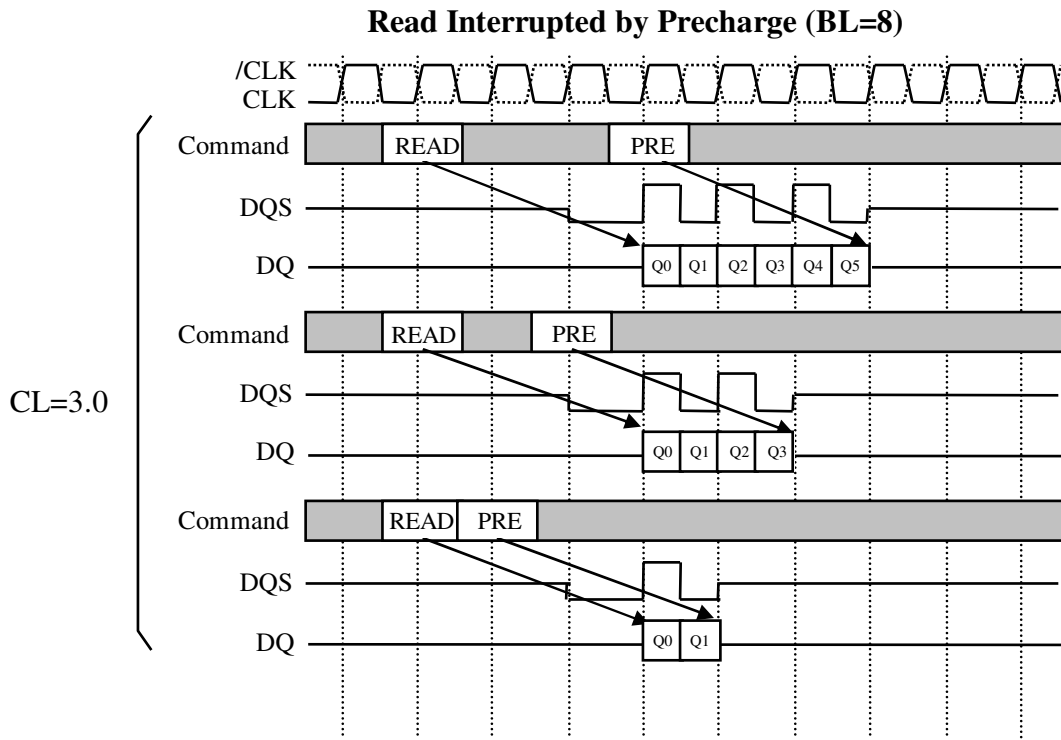 Read Interrupted by Precharge (BL=8)
/CLK
CLK
Command READ PRE
DQS
DQ Q0 Q1 Q2 Q3 Q4 Q5
Command READ PRE
CL=3.0
DQS
DQ Q0 Q1 Q2 Q3
Command READ PRE
DQS
DQ Q0 Q1